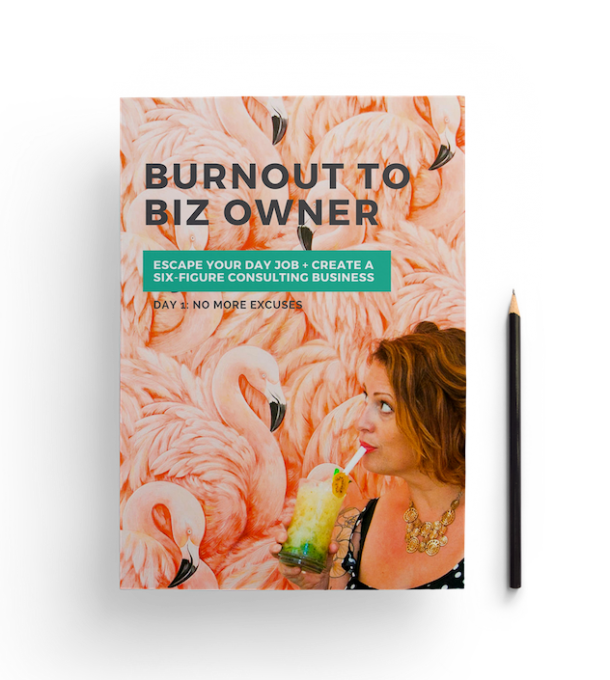 BURNOUT TO
BIZ OWNER
ESCAPE YOUR DAY JOB + CREATE A
SIX-FIGURE CONSULTING BUSINESS
DAY 1: NO MORE EXCUSES